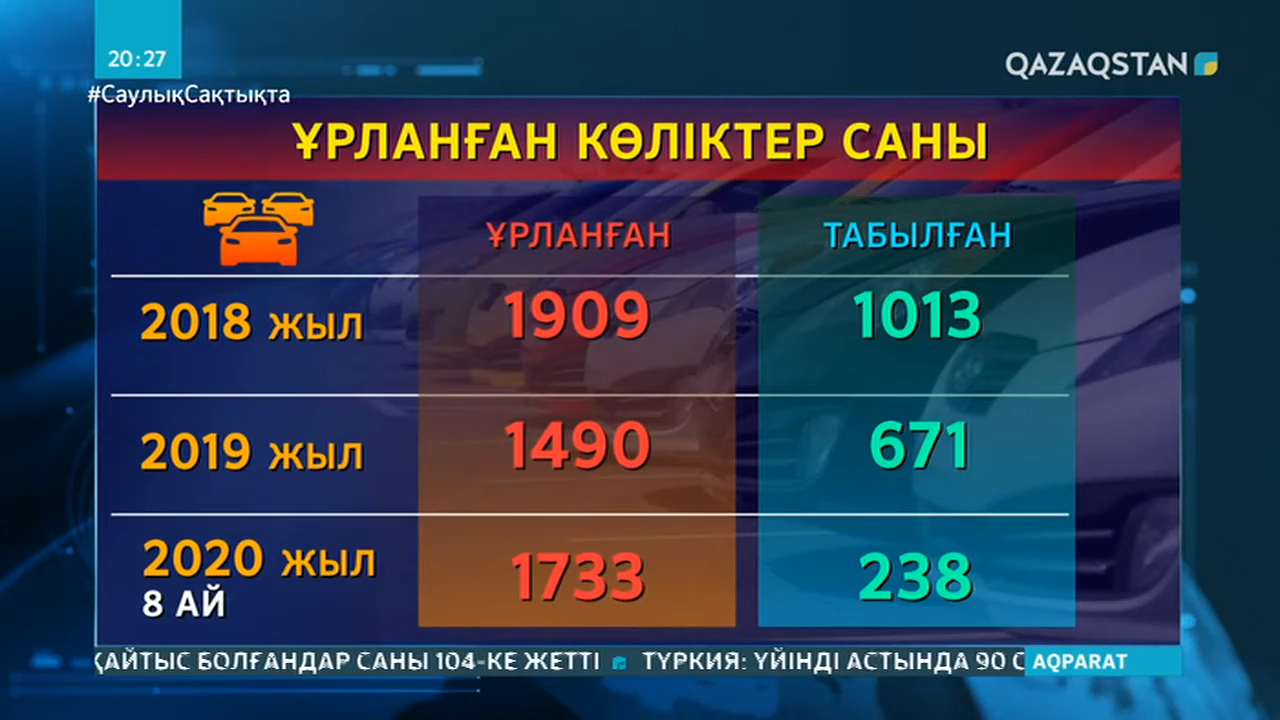 20:27
QAZAQSTAN
#СаулықСақтықта
ҰРЛАНҒАН КӨЛІКТЕР САНЫ
ҰРЛАНҒАН ТАБЫЛҒАН
2018 ЖЫЛ 1909 1013
2019 ЖЫЛ 1490 671
2020 ЖЫЛ 1733 238
8 АЙ
ҚАЙТЫС БОЛҒАНДАР САНЫ 104-КЕ ЖЕТТІ ТҮРКИЯ: ҮЙІНДІ АСТЫНДА 90 С AQPARAT